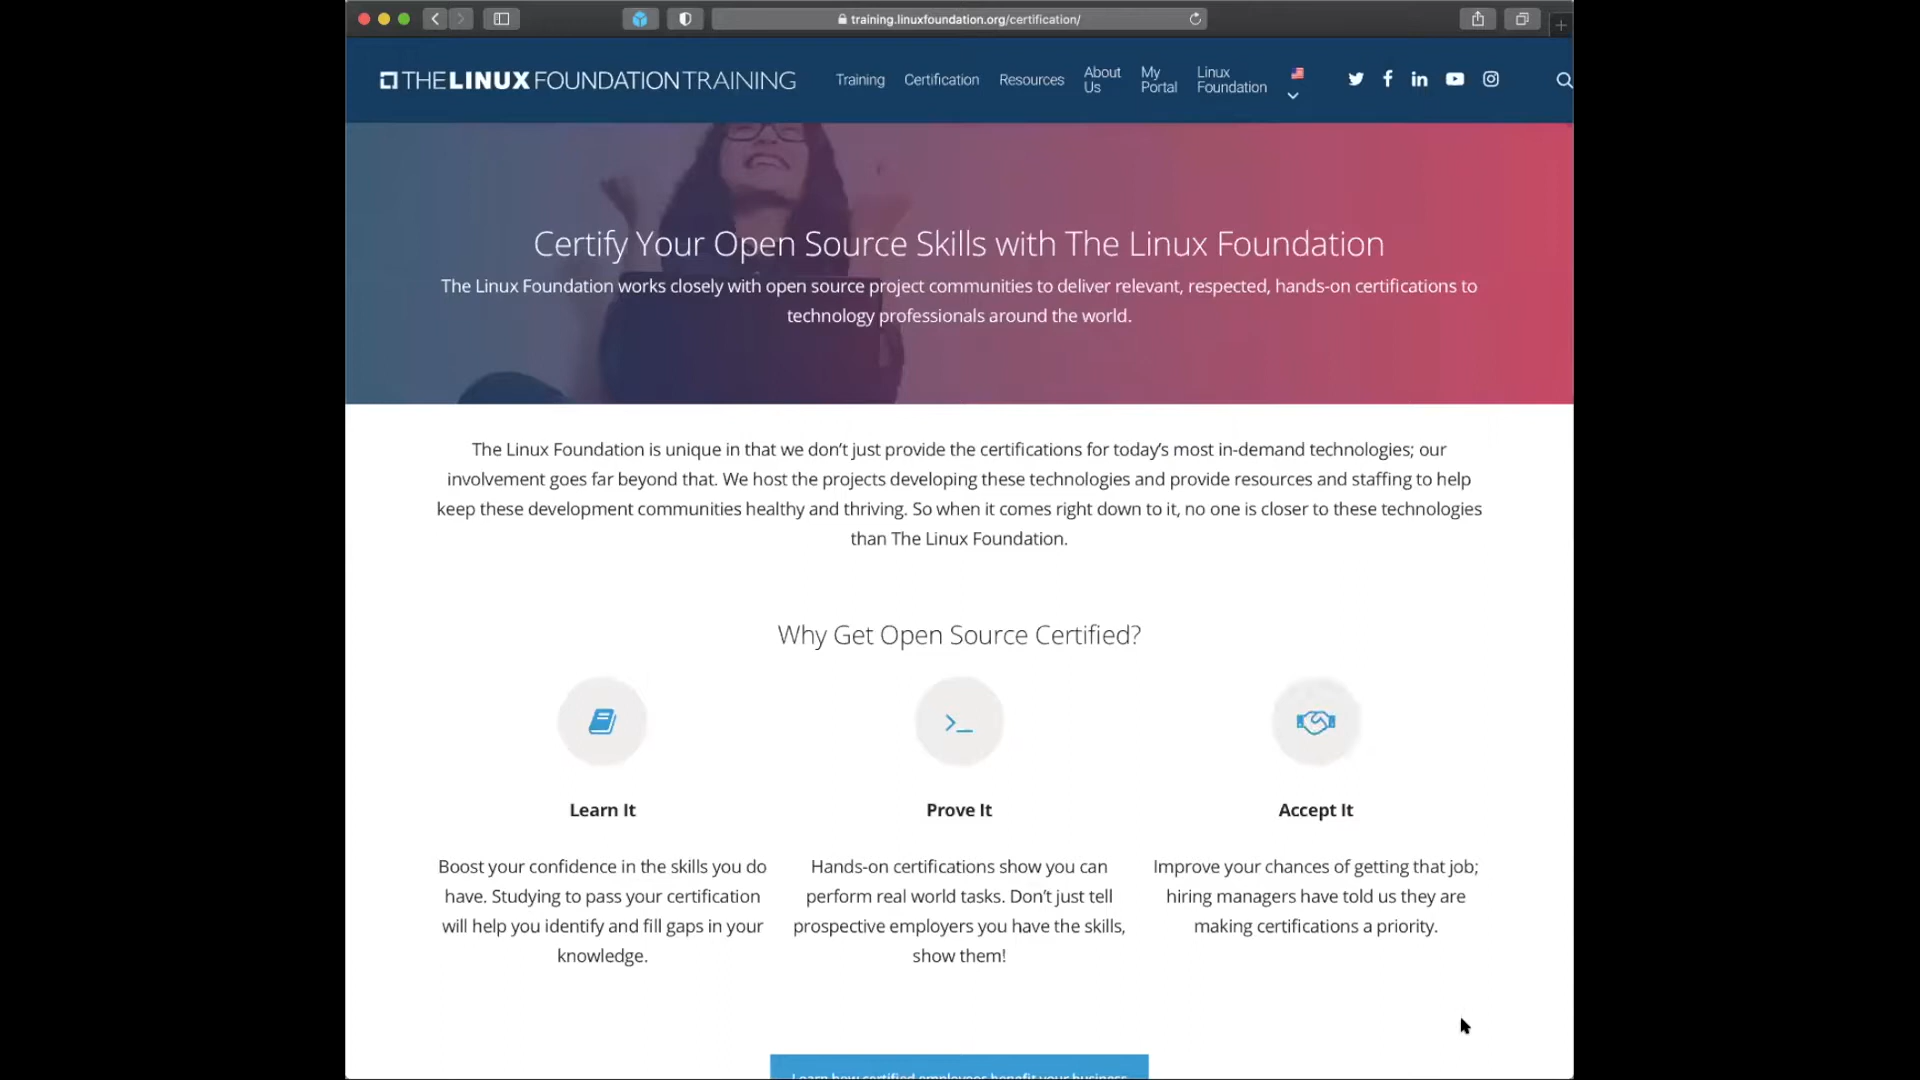 training.linuxfoundation.org/certification/
THE LINUX FOUNDATION TRAINING
Training
Certification
Resources
About
Us
My
Portal
Linux
Foundation
Certify Your Open Source Skills with The Linux Foundation
The Linux Foundation works closely with open source project communities to deliver relevant, respected, hands-on certifications to
technology professionals around the world.
The Linux Foundation is unique in that we don’t just provide the certifications for today’s most in-demand technologies; our
involvement goes far beyond that. We host the projects developing these technologies and provide resources and staffing to help
keep these development communities healthy and thriving. So when it comes right down to it, no one is closer to these technologies
than The Linux Foundation.
Why Get Open Source Certified?
Learn It
Boost your confidence in the skills you do
have. Studying to pass your certification
will help you identify and fill gaps in your
knowledge.
Prove It
Hands-on certifications show you can
perform real world tasks. Don’t just tell
prospective employers you have the skills,
show them!
Accept It
Improve your chances of getting that job;
hiring managers have told us they are
making certifications a priority.
Learn how certified employees benefit your business